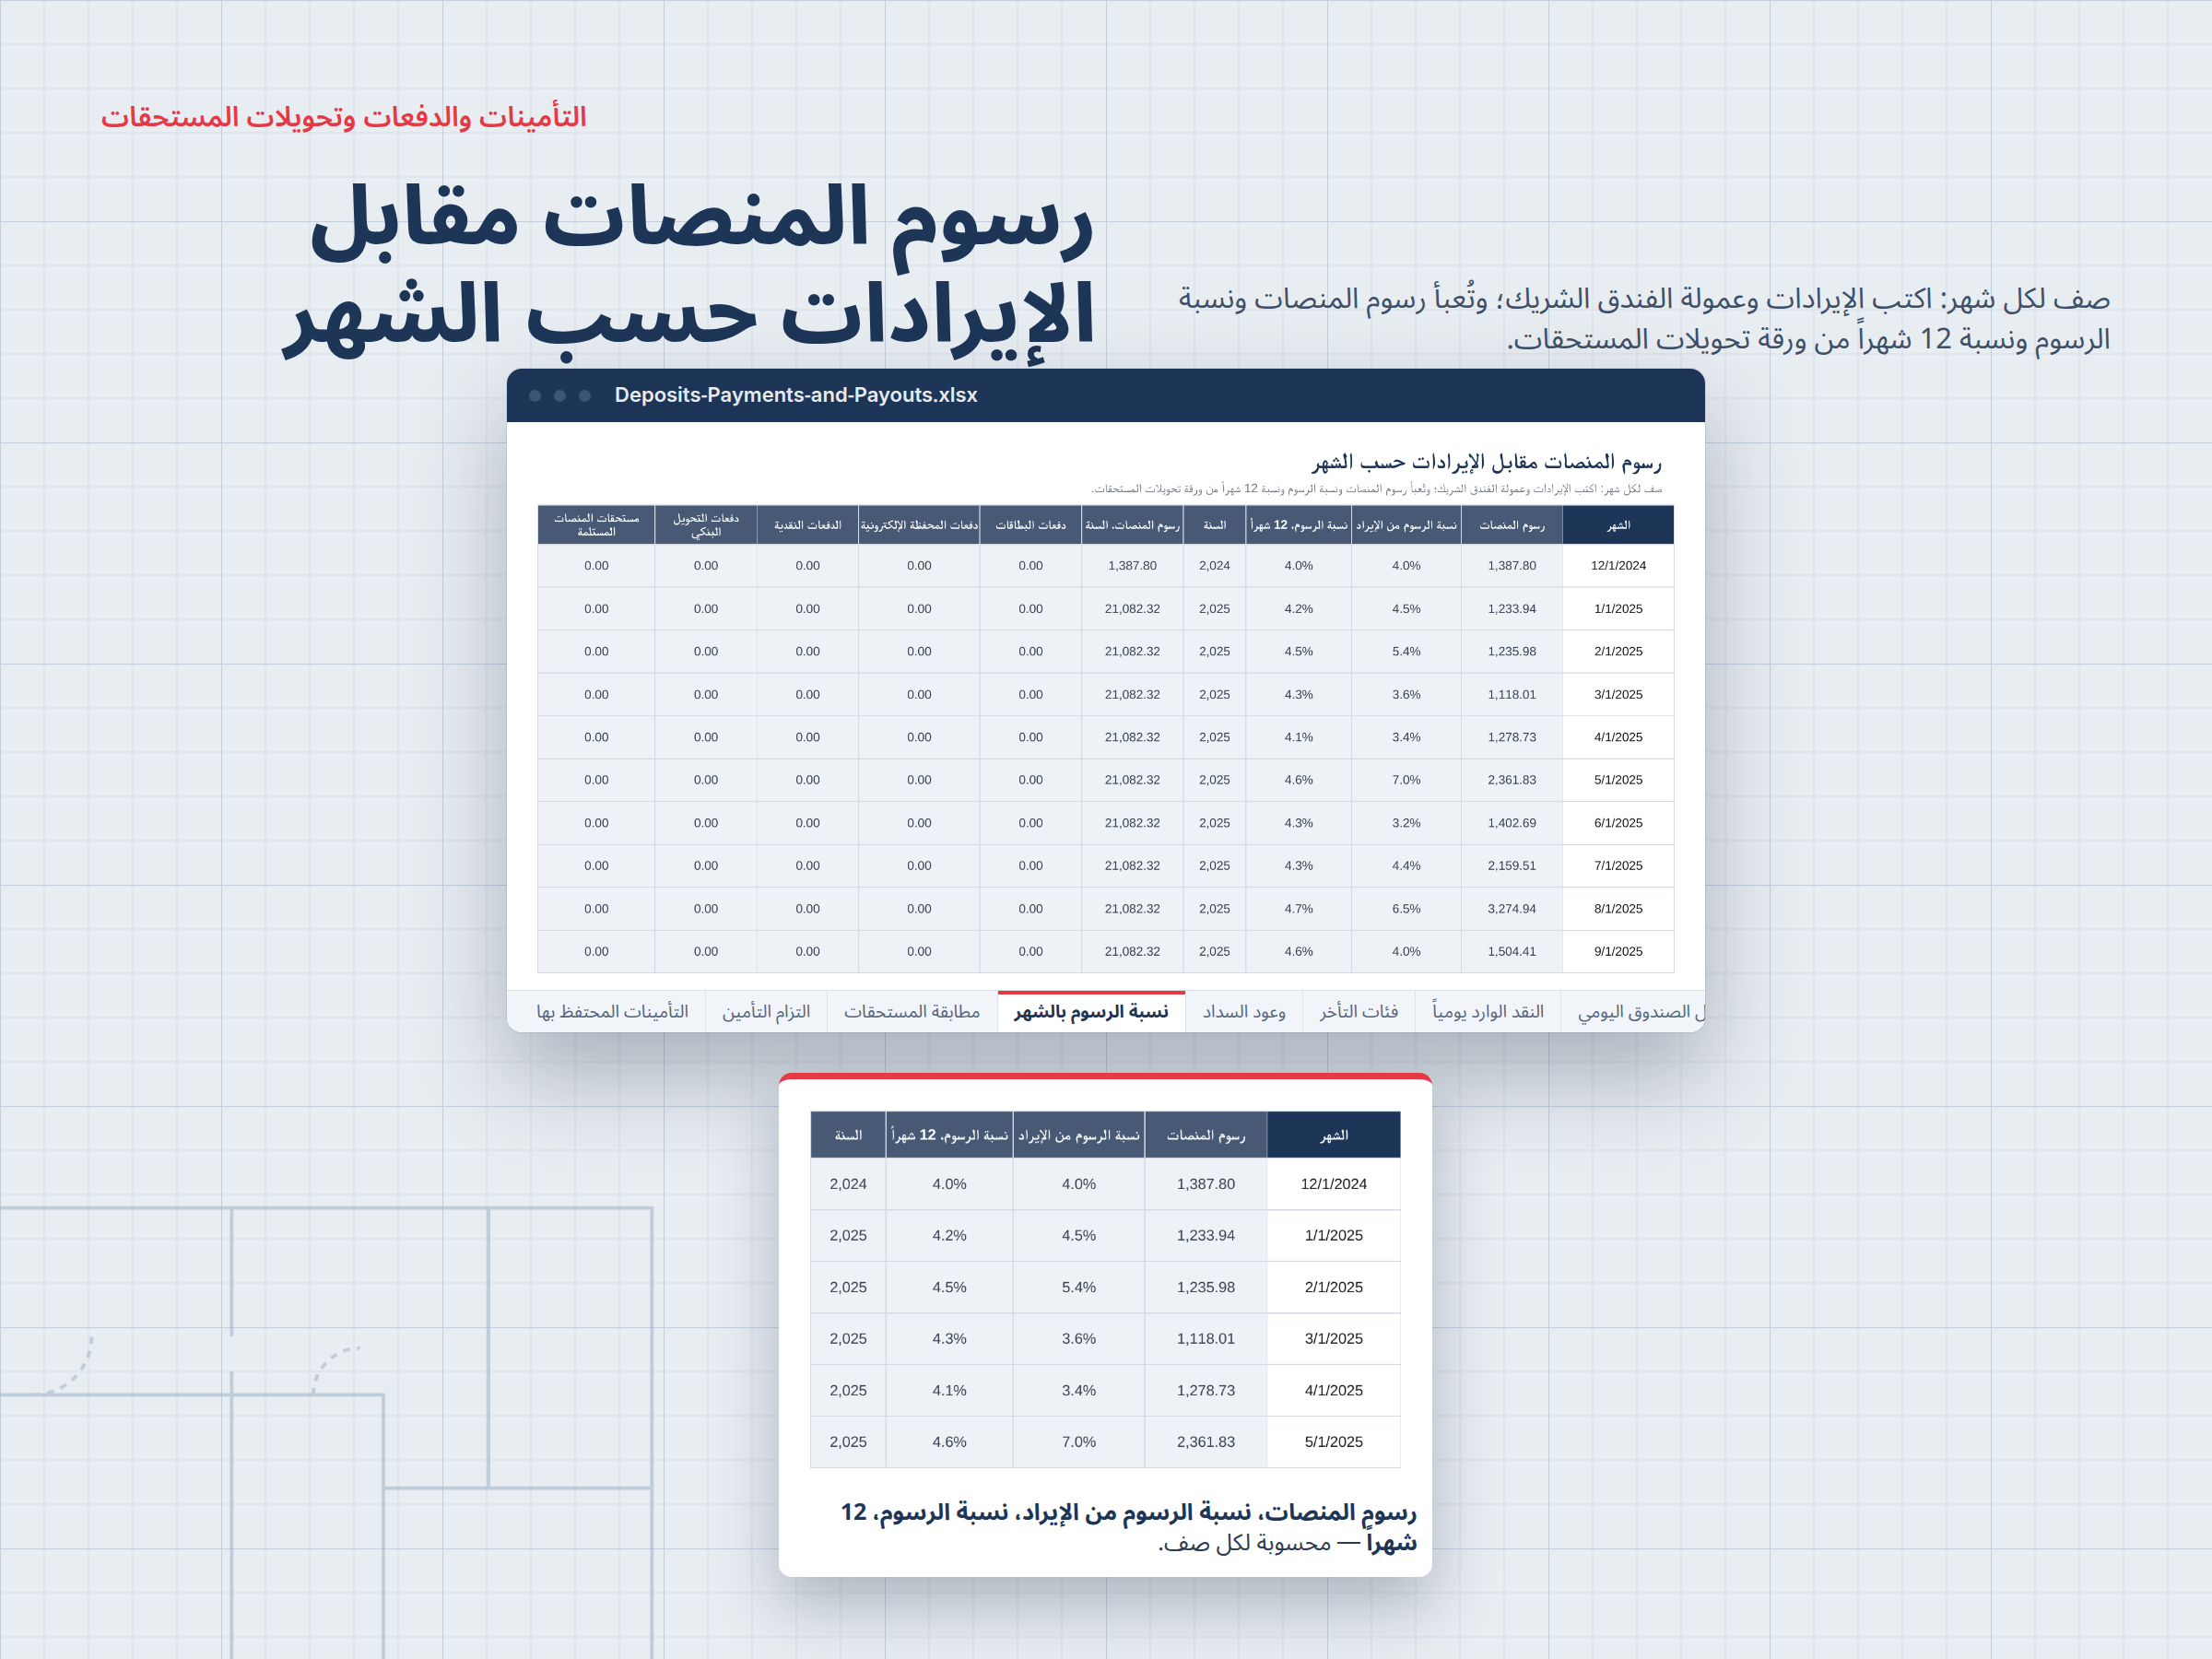 التأمينات والدفعات وتحويلات المستحقات
رسوم المنصات مقابل
الإيرادات حسب الشهر
صف لكل شهر: اكتب الإيرادات وعمولة الفندق الشريك؛ وتُعبأ رسوم المنصات ونسبة
الرسوم ونسبة 12 شهراً من ورقة تحويلات المستحقات.
Deposits-Payments-and-Payouts.xlsx
رسوم المنصات مقابل الإيرادات حسب الشهر
صف لكل شهر: اكتب الإيرادات وعمولة الفندق الشريك؛ وتُعبأ رسوم المنصات ونسبة الرسوم ونسبة 12 شهراً من ورقة تحويلات المستحقات.
الشهر رسوم المنصات نسبة الرسوم من الإيراد نسبة الرسوم، 12 شهراً السنة رسوم المنصات، السنة دفعات البطاقات دفعات المحفظة الإلكترونية الدفعات النقدية دفعات التحويل البنكي مستحقات المنصات المستلمة
12/1/2024 1,387.80 4.0% 4.0% 2,024 1,387.80 0.00 0.00 0.00 0.00 0.00
1/1/2025 1,233.94 4.5% 4.2% 2,025 21,082.32 0.00 0.00 0.00 0.00 0.00
2/1/2025 1,235.98 5.4% 4.5% 2,025 21,082.32 0.00 0.00 0.00 0.00 0.00
3/1/2025 1,118.01 3.6% 4.3% 2,025 21,082.32 0.00 0.00 0.00 0.00 0.00
4/1/2025 1,278.73 3.4% 4.1% 2,025 21,082.32 0.00 0.00 0.00 0.00 0.00
5/1/2025 2,361.83 7.0% 4.6% 2,025 21,082.32 0.00 0.00 0.00 0.00 0.00
6/1/2025 1,402.69 3.2% 4.3% 2,025 21,082.32 0.00 0.00 0.00 0.00 0.00
7/1/2025 2,159.51 4.4% 4.3% 2,025 21,082.32 0.00 0.00 0.00 0.00 0.00
8/1/2025 3,274.94 6.5% 4.7% 2,025 21,082.32 0.00 0.00 0.00 0.00 0.00
9/1/2025 1,504.41 4.0% 4.6% 2,025 21,082.32 0.00 0.00 0.00 0.00 0.00
ل الصندوق اليومي النقد الوارد يومياً فئات التأخر وعود السداد نسبة الرسوم بالشهر مطابقة المستحقات التزام التأمين التأمينات المحتفظ بها
الشهر رسوم المنصات نسبة الرسوم من الإيراد نسبة الرسوم، 12 شهراً السنة
12/1/2024 1,387.80 4.0% 4.0% 2,024
1/1/2025 1,233.94 4.5% 4.2% 2,025
2/1/2025 1,235.98 5.4% 4.5% 2,025
3/1/2025 1,118.01 3.6% 4.3% 2,025
4/1/2025 1,278.73 3.4% 4.1% 2,025
5/1/2025 2,361.83 7.0% 4.6% 2,025
رسوم المنصات، نسبة الرسوم من الإيراد، نسبة الرسوم، 12
شهراً — محسوبة لكل صف.